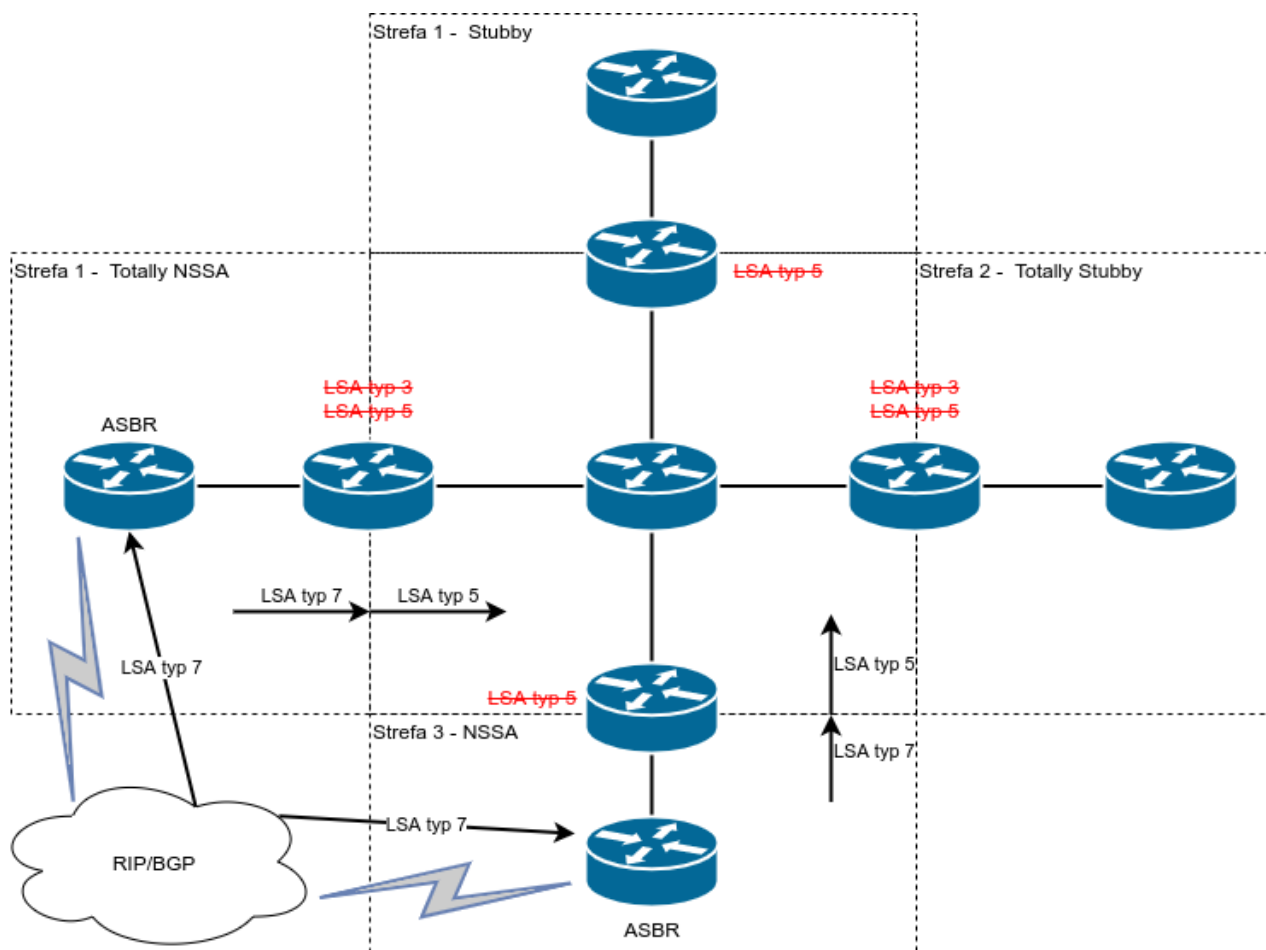 Strefa 1 - Stubby
Strefa 1 - Totally NSSA
LSA typ 5
Strefa 2 - Totally Stubby
LSA typ 3
LSA typ 5
LSA typ 3
LSA typ 5
ASBR
LSA typ 7
LSA typ 5
LSA typ 7
LSA typ 5
LSA typ 5
Strefa 3 - NSSA
LSA typ 7
LSA typ 7
RIP/BGP
ASBR